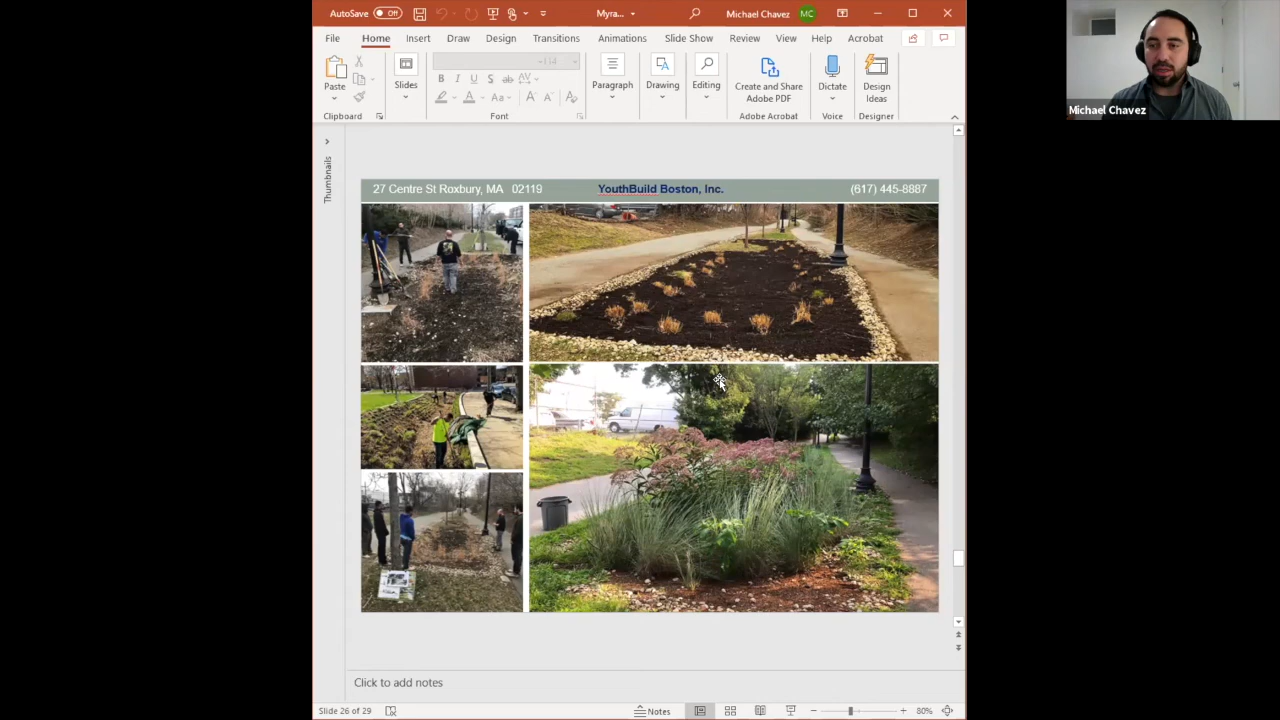 AutoSave Off Myra... Michael Chavez MC
File Home Insert Draw Design Transitions Animations Slide Show Review View Help Acrobat
Paste
Slides
Paragraph
Drawing
Editing
Create and Share
Adobe PDF
Dictate
Design
Ideas
Clipboard Font Adobe Acrobat Voice Designer
Michael Chavez
Thumbnails
27 Centre St Roxbury, MA 02119 YouthBuild Boston, Inc. (617) 445-8887
Click to add notes
Slide 26 of 29 Notes 80%